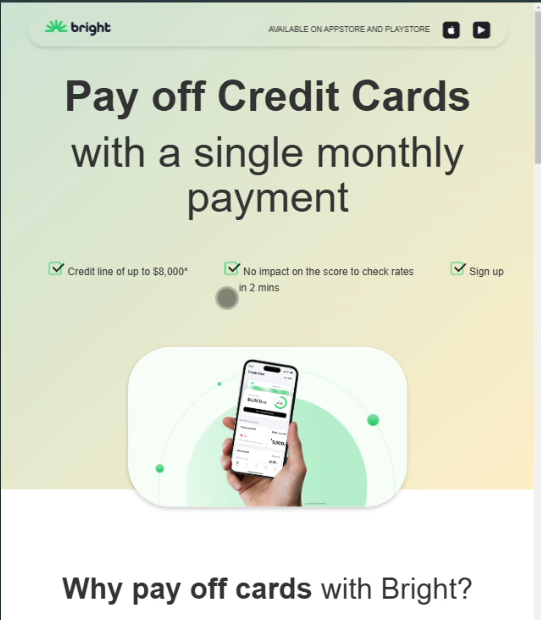 bright
AVAILABLE ON APPSTORE AND PLAYSTORE
Pay off Credit Cards
with a single monthly
payment
Credit line of up to $8,000*
No impact on the score to check rates
Sign up
in 2 mins
Why pay off cards with Bright?